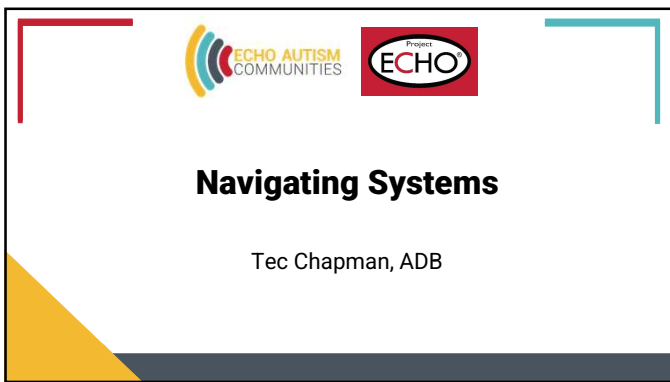 ECHO AUTISM
COMMUNITIES
Project
ECHO®
Navigating Systems
Tec Chapman, ADB